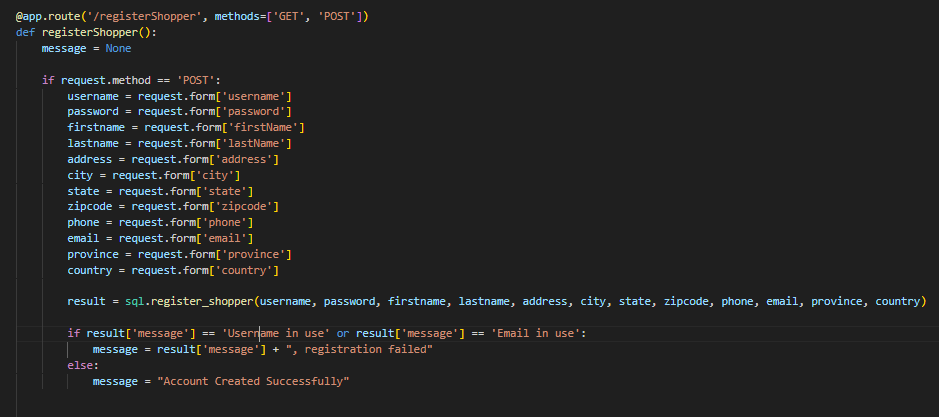 @app.route('/registerShopper', methods=['GET', 'POST'])
def registerShopper():
    message = None

    if request.method == 'POST':
        username = request.form['username']
        password = request.form['password']
        firstname = request.form['firstName']
        lastname = request.form['lastName']
        address = request.form['address']
        city = request.form['city']
        state = request.form['state']
        zipcode = request.form['zipcode']
        phone = request.form['phone']
        email = request.form['email']
        province = request.form['province']
        country = request.form['country']

        result = sql.register_shopper(username, password, firstname, lastname, address, city, state, zipcode, phone, email, province, country)

        if result['message'] == 'Username in use' or result['message'] == 'Email in use':
            message = result['message'] + ", registration failed"
        else:
            message = "Account Created Successfully"